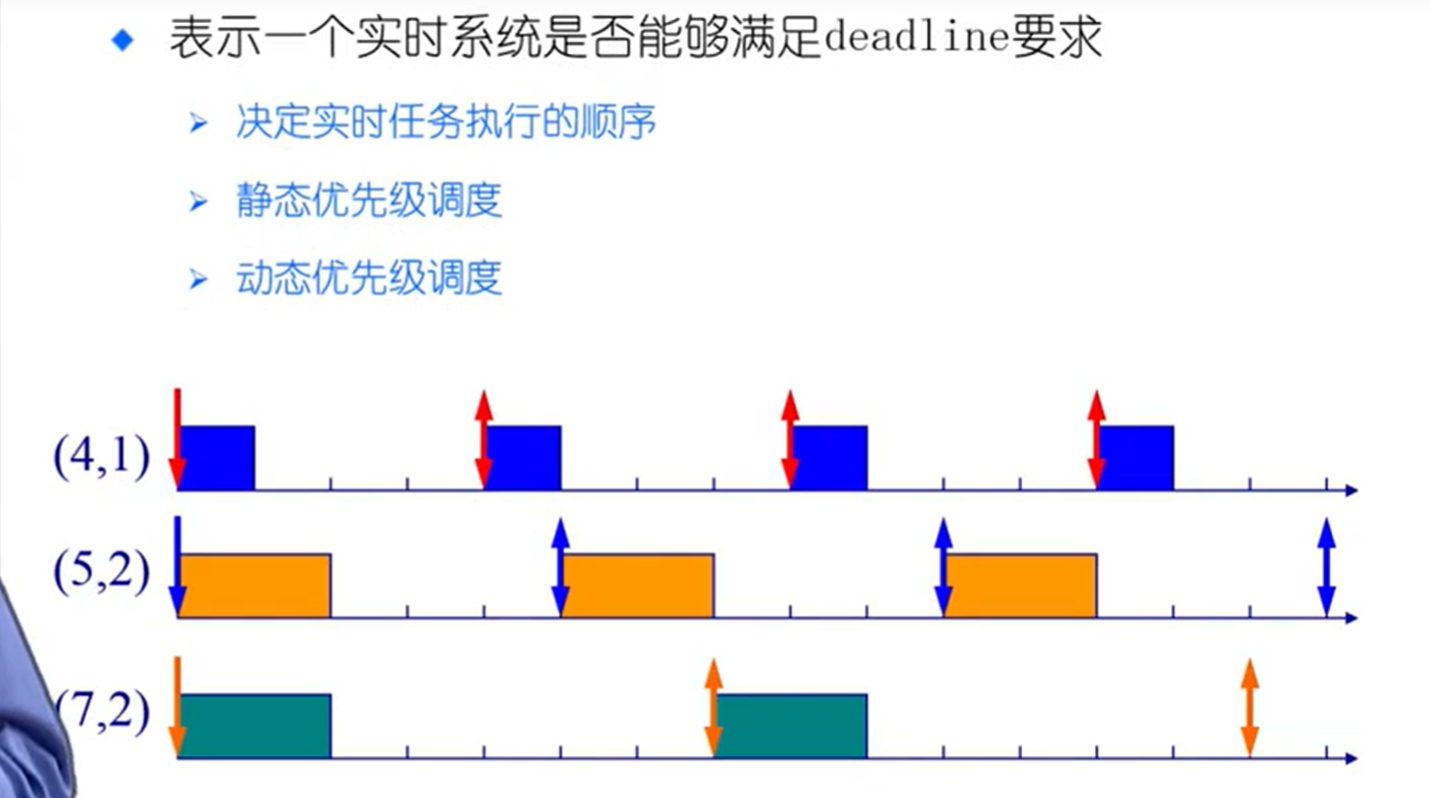 表示一个实时系统是否能够满足deadline要求
决定实时任务执行的顺序
静态优先级调度
动态优先级调度
(4,1)
(5,2)
(7,2)